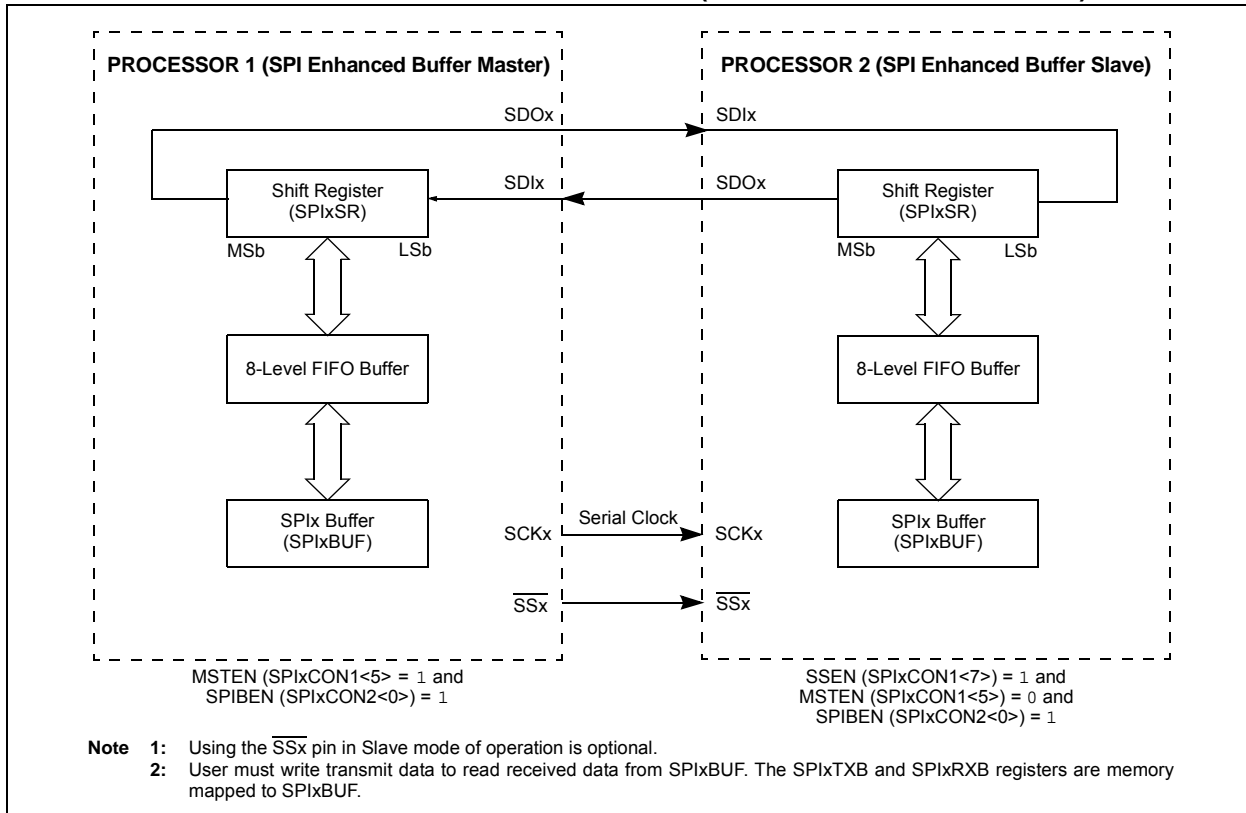 PROCESSOR 1 (SPI Enhanced Buffer Master)
PROCESSOR 2 (SPI Enhanced Buffer Slave)
SDOx
SDIx
Shift Register
(SPIxSR)
SDIx
SDOx
Shift Register
(SPIxSR)
MSb
LSb
MSb
LSb
8-Level FIFO Buffer
8-Level FIFO Buffer
SPIx Buffer
(SPIxBUF)
SCKx
Serial Clock
SCKx
SPIx Buffer
(SPIxBUF)
SSx
SSx
MSTEN (SPIxCON1<5> = 1 and
SPIBEN (SPIxCON2<0>) = 1
SSEN (SPIxCON1<7>) = 1 and
MSTEN (SPIxCON1<5>) = 0 and
SPIBEN (SPIxCON2<0>) = 1
Note 1: Using the SSx pin in Slave mode of operation is optional.
2: User must write transmit data to read received data from SPIxBUF. The SPIxTXB and SPIxRXB registers are memory
mapped to SPIxBUF.